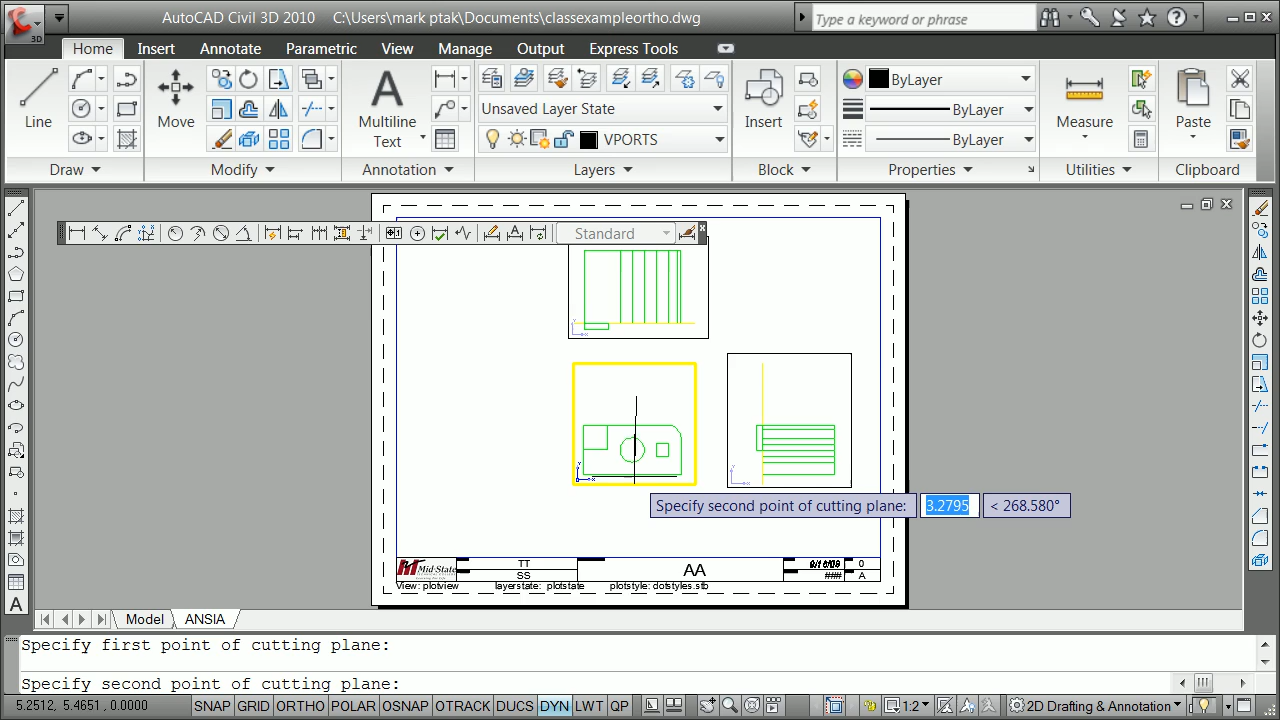 AutoCAD Civil 3D 2010 C:\Users\mark ptak\Documents\classexampleortho.dwg
Type a keyword or phrase
3D
Home Insert Annotate Parametric View Manage Output Express Tools
Line Move Multiline Text
Unsaved Layer State
VPORTS
Insert
ByLayer
ByLayer
ByLayer
Measure Paste
Draw Modify Annotation Layers Block Properties Utilities Clipboard
Standard
Specify second point of cutting plane: 3.2795 < 268.580°
Mid-State TT AA 0
SS ### A
View: plotview layerstate: plotstate plotstyle: dotstyles.stb
Model ANSIA
Specify first point of cutting plane:
Specify second point of cutting plane:
5.2512, 5.4651, 0.0000 SNAP GRID ORTHO POLAR OSNAP OTRACK DUCS DYN LWT QP 1:2 2D Drafting & Annotation